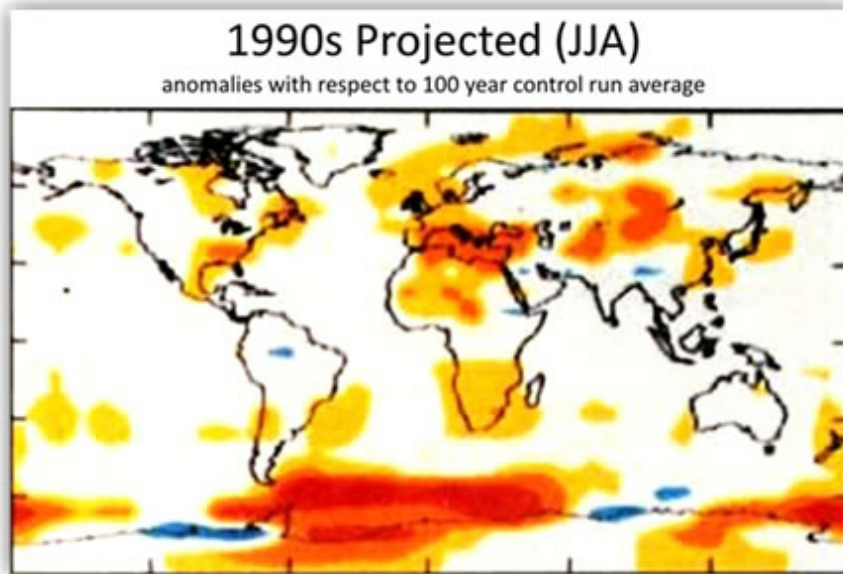 1990s Projected (JJA)
anomalies with respect to 100 year control run average